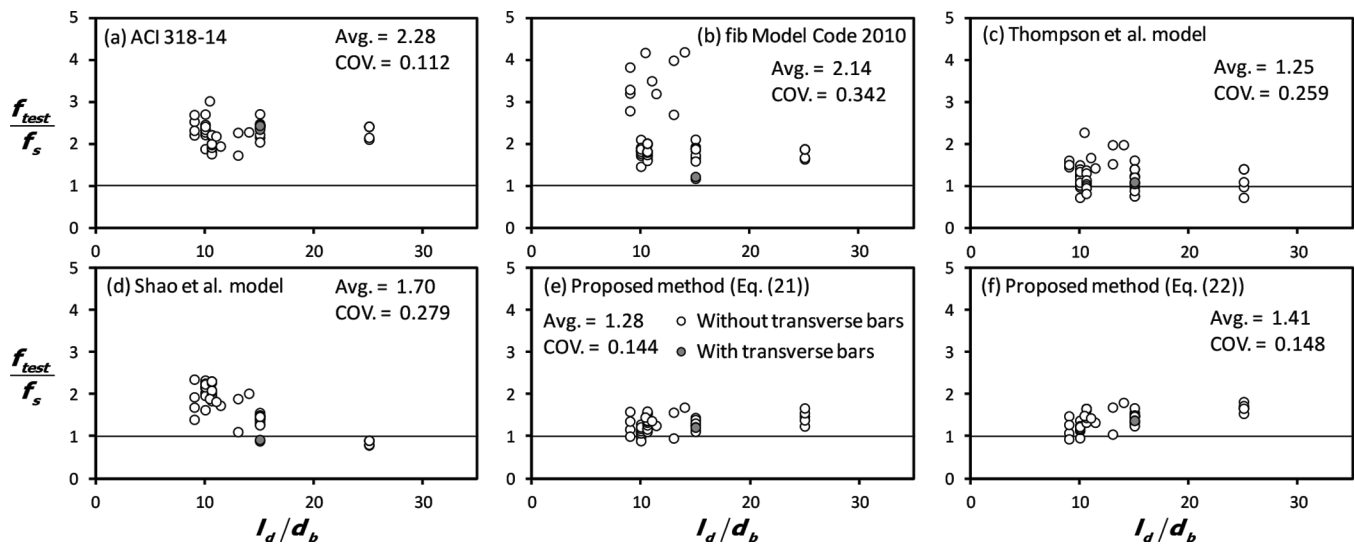 5
4
3
2
1
0
f_test
f_s
(a) ACI 318-14
Avg. = 2.28
COV. = 0.112
0 10 20 30
5
4
3
2
1
0
(b) fib Model Code 2010
Avg. = 2.14
COV. = 0.342
0 10 20 30
5
4
3
2
1
0
(c) Thompson et al. model
Avg. = 1.25
COV. = 0.259
0 10 20 30
5
4
3
2
1
0
f_test
f_s
(d) Shao et al. model
Avg. = 1.70
COV. = 0.279
0 10 20 30
l_d/d_b
5
4
3
2
1
0
(e) Proposed method (Eq. (21))
Avg. = 1.28
COV. = 0.144
Without transverse bars
With transverse bars
0 10 20 30
l_d/d_b
5
4
3
2
1
0
(f) Proposed method (Eq. (22))
Avg. = 1.41
COV. = 0.148
0 10 20 30
l_d/d_b